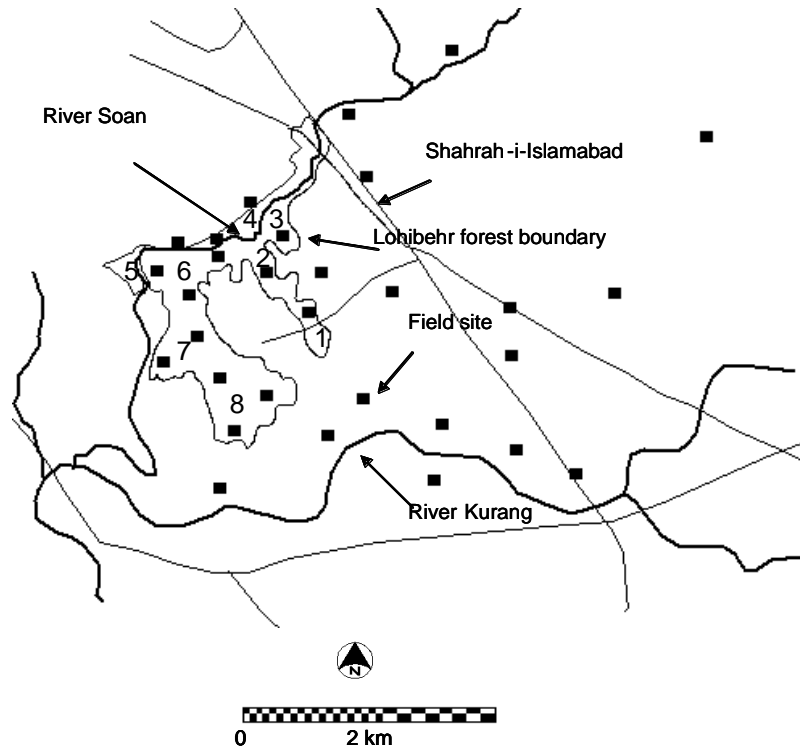 River Soan
Shahrah-i-Islamabad
4 3
Lohibehr forest boundary
5 6 2
Field site
7 1
8
River Kurang
N
0 2 km